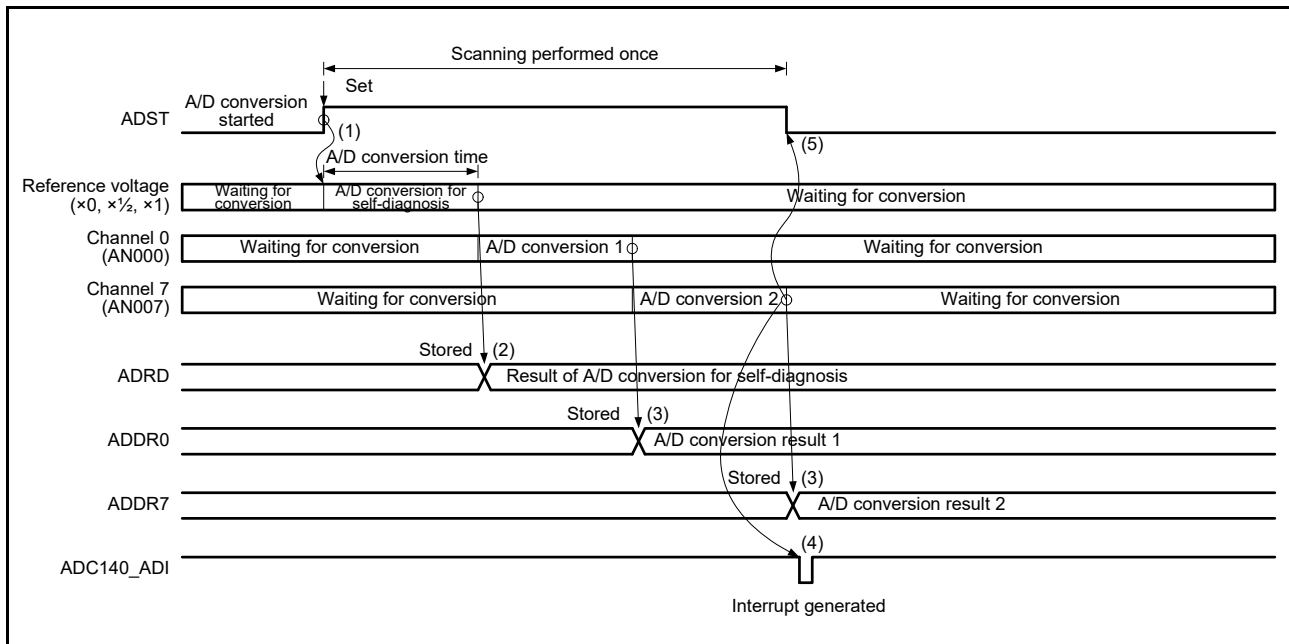 Scanning performed once
Set
A/D conversion
started
ADST
(1)
(5)
A/D conversion time
Reference voltage
(×0, ×½, ×1)
Waiting for
conversion
A/D conversion for
self-diagnosis
Waiting for conversion
Channel 0
(AN000)
Waiting for conversion
A/D conversion 1
Waiting for conversion
Channel 7
(AN007)
Waiting for conversion
A/D conversion 2
Waiting for conversion
Stored
(2)
ADRD
Result of A/D conversion for self-diagnosis
Stored
(3)
ADDR0
A/D conversion result 1
Stored
(3)
ADDR7
A/D conversion result 2
(4)
ADC140_ADI
Interrupt generated